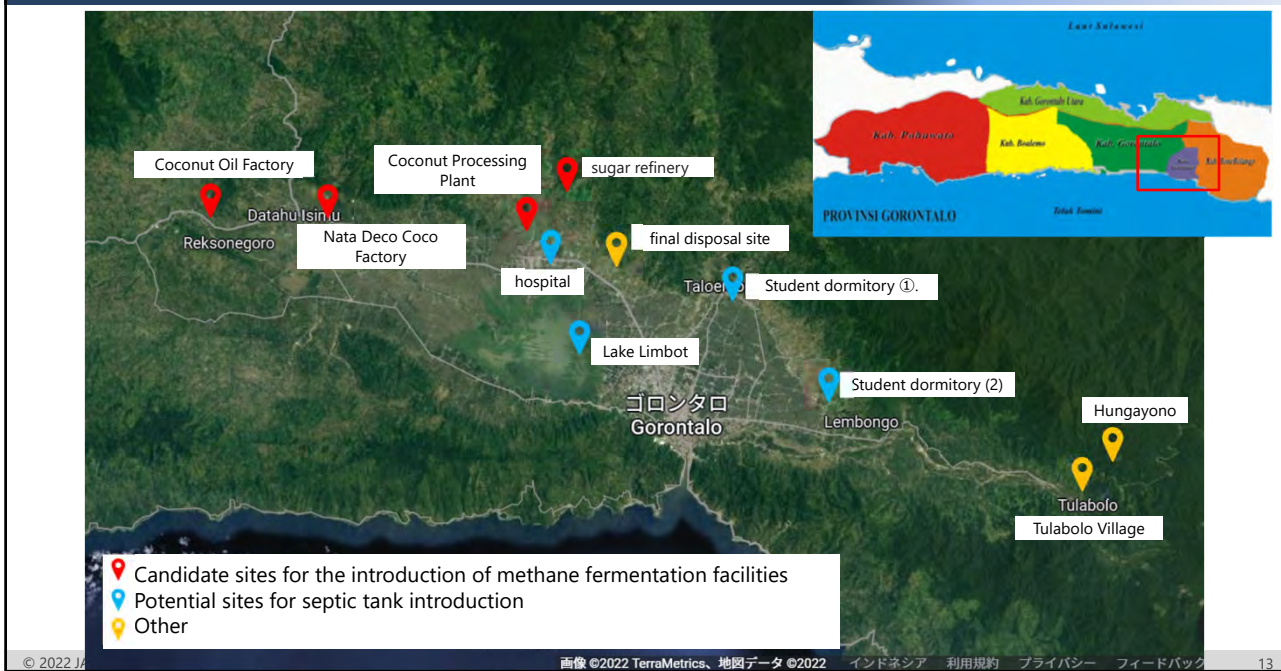 Laut Sulawesi
Kab. Gorontalo Utara
Kab. Pohuwato
Kab. Boalemo
Kab. Gorontalo
PROVINSI GORONTALO
Teluk Tomini
Coconut Oil Factory
Coconut Processing
Plant
sugar refinery
Datahu Isimu
Reksonegoro
Nata Deco Coco
Factory
final disposal site
hospital
Student dormitory ①.
Lake Limbot
Student dormitory (2)
ゴロンタロ
Gorontalo
Lembongo
Hungayono
Tulabolo
Tulabolo Village
Candidate sites for the introduction of methane fermentation facilities
Potential sites for septic tank introduction
Other
© 2022
画像 ©2022 TerraMetrics、地図データ ©2022 インドネシア 利用規約 プライバシー フィードバック
13